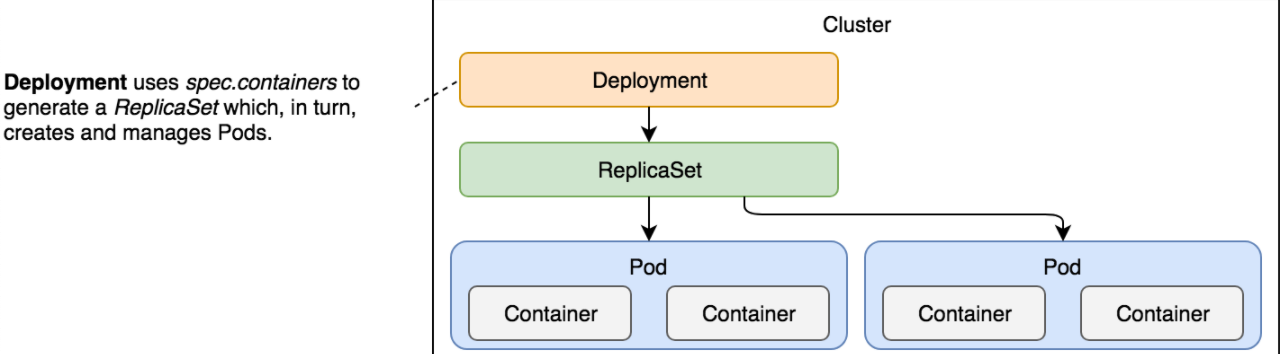 Cluster
Deployment uses spec.containers to
generate a ReplicaSet which, in turn,
creates and manages Pods.
Deployment
ReplicaSet
Pod
Container
Container
Pod
Container
Container